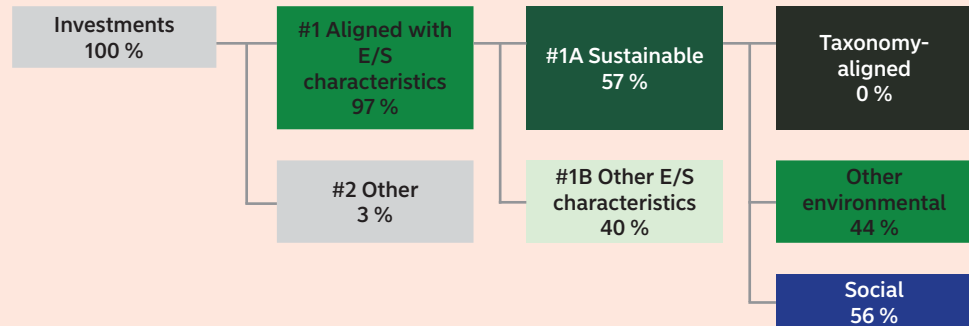 Investments
100 %
#1 Aligned with
E/S
characteristics
97 %
#2 Other
3 %
#1A Sustainable
57 %
#1B Other E/S
characteristics
40 %
Taxonomy-
aligned
0 %
Other
environmental
44 %
Social
56 %